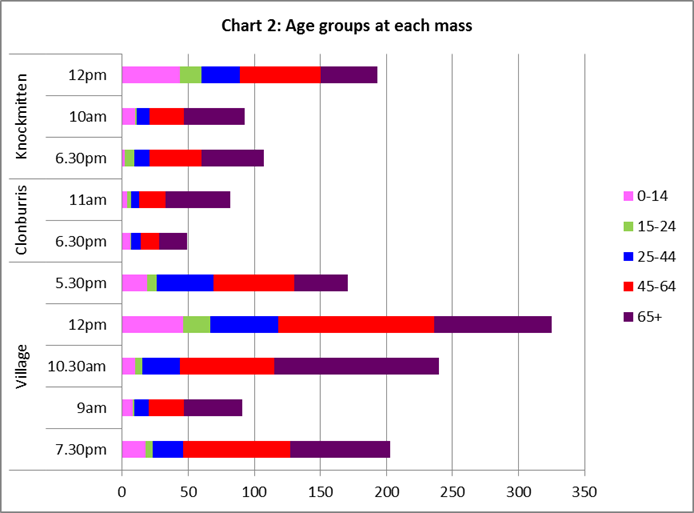 Chart 2: Age groups at each mass
Knockmitten
12pm
10am
6.30pm
Clonburris
11am
6.30pm
Village
5.30pm
12pm
10.30am
9am
7.30pm
0 50 100 150 200 250 300 350
0-14
15-24
25-44
45-64
65+